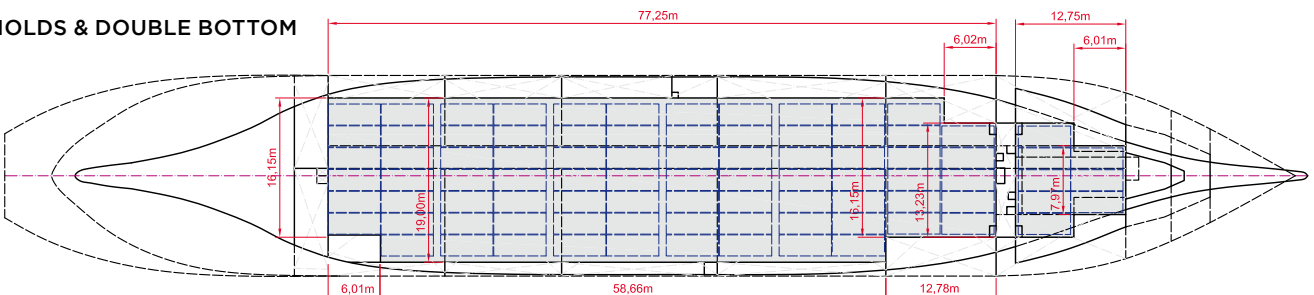 77,25m
12,75m
OLDS & DOUBLE BOTTOM
6,02m
6,01m
16,15m
19,00m
16,15m
13,23m
7,97m
6,01m
58,66m
12,78m